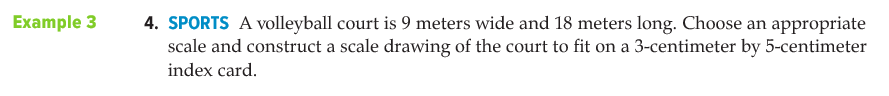 Example 3 4. SPORTS A volleyball court is 9 meters wide and 18 meters long. Choose an appropriate
scale and construct a scale drawing of the court to fit on a 3-centimeter by 5-centimeter
index card.